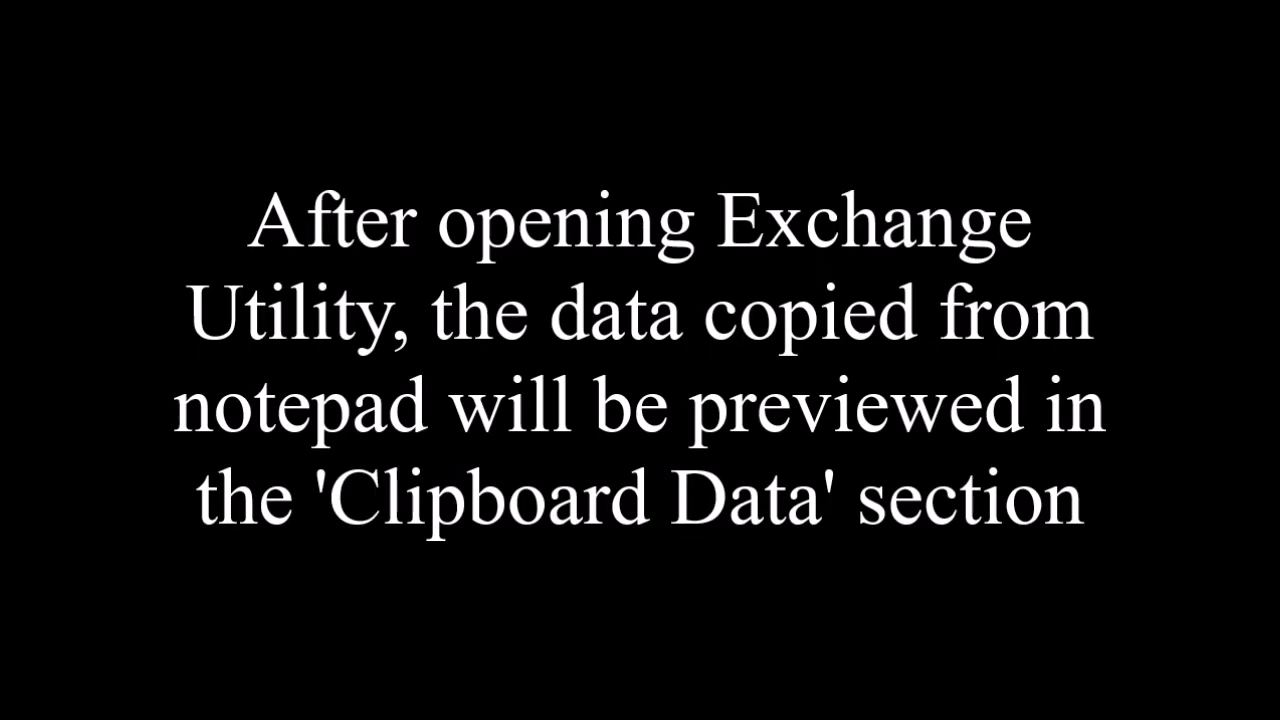 After opening Exchange
Utility, the data copied from
notepad will be previewed in
the 'Clipboard Data' section